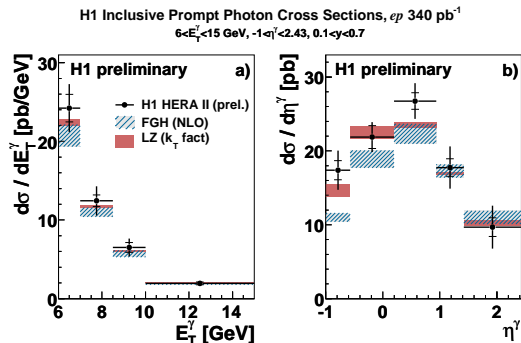 H1 Inclusive Prompt Photon Cross Sections, ep 340 pb⁻¹
6<E_T^γ<15 GeV, -1<η^γ<2.43, 0.1<y<0.7
H1 preliminary a)
H1 HERA II (prel.)
FGH (NLO)
LZ (k_T fact)
dσ / dE_T^γ [pb/GeV]
30
20
10
0
6 8 10 12 14
E_T^γ [GeV]
H1 preliminary b)
dσ / dη^γ [pb]
30
20
10
0
-1 0 1 2
η^γ